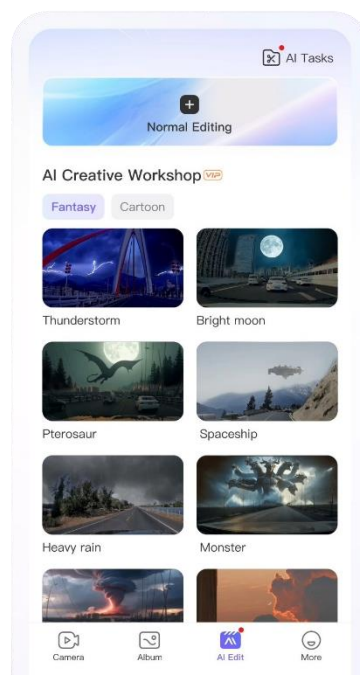 AI Tasks
Normal Editing
AI Creative Workshop VIP
Fantasy Cartoon
Thunderstorm Bright moon
Pterosaur Spaceship
Heavy rain Monster
Camera Album AI Edit More